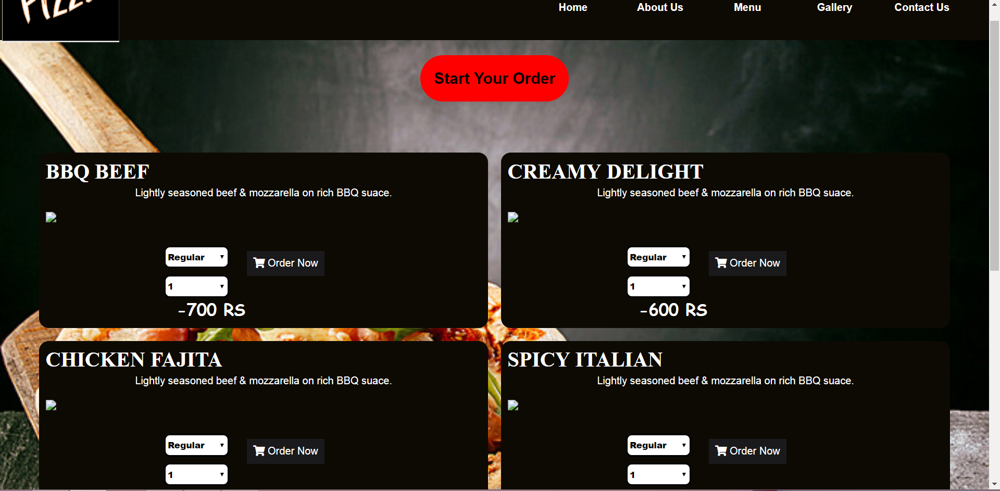 Pizz
Home About Us Menu Gallery Contact Us
Start Your Order
BBQ BEEF
Lightly seasoned beef & mozzarella on rich BBQ suace.
Regular
Order Now
1
-700 RS
CREAMY DELIGHT
Lightly seasoned beef & mozzarella on rich BBQ suace.
Regular
Order Now
1
-600 RS
CHICKEN FAJITA
Lightly seasoned beef & mozzarella on rich BBQ suace.
Regular
Order Now
1
SPICY ITALIAN
Lightly seasoned beef & mozzarella on rich BBQ suace.
Regular
Order Now
1